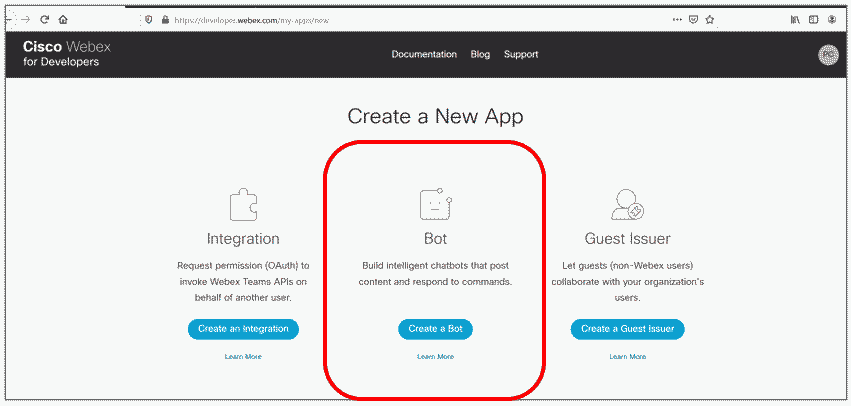 https://developer.webex.com/my-apps/new
Cisco Webex
for Developers
Documentation Blog Support
Create a New App
Integration
Request permission (OAuth) to
invoke Webex Teams APIs on
behalf of another user.
Create an Integration
Learn More
Bot
Build intelligent chatbots that post
content and respond to commands.
Create a Bot
Learn More
Guest Issuer
Let guests (non-Webex users)
collaborate with your organization's
users.
Create a Guest Issuer
Learn More